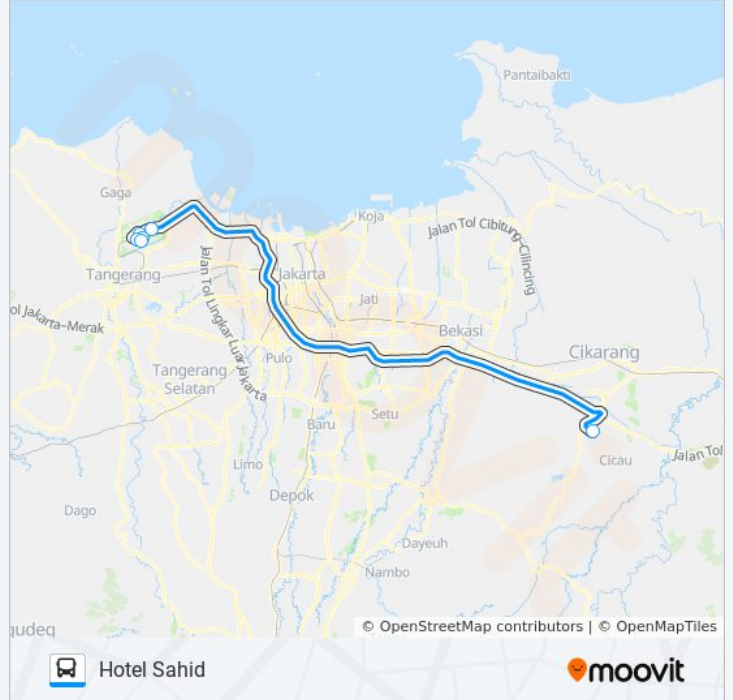 Pantaibakti
Gaga
Koja
Jalan Tol Cibitung-Cilincing
Tangerang
Jakarta
Jalan Tol Lingkar Luar Jakarta
ol Jakarta–Merak
Jati
Bekasi
Pulo
Cikarang
Tangerang
Selatan
Setu
Baru
Limo
Cicau
Jalan Tol
Depok
Dago
Dayeuh
Nambo
gudeq
© OpenStreetMap contributors | © OpenMapTiles
Hotel Sahid
moovit